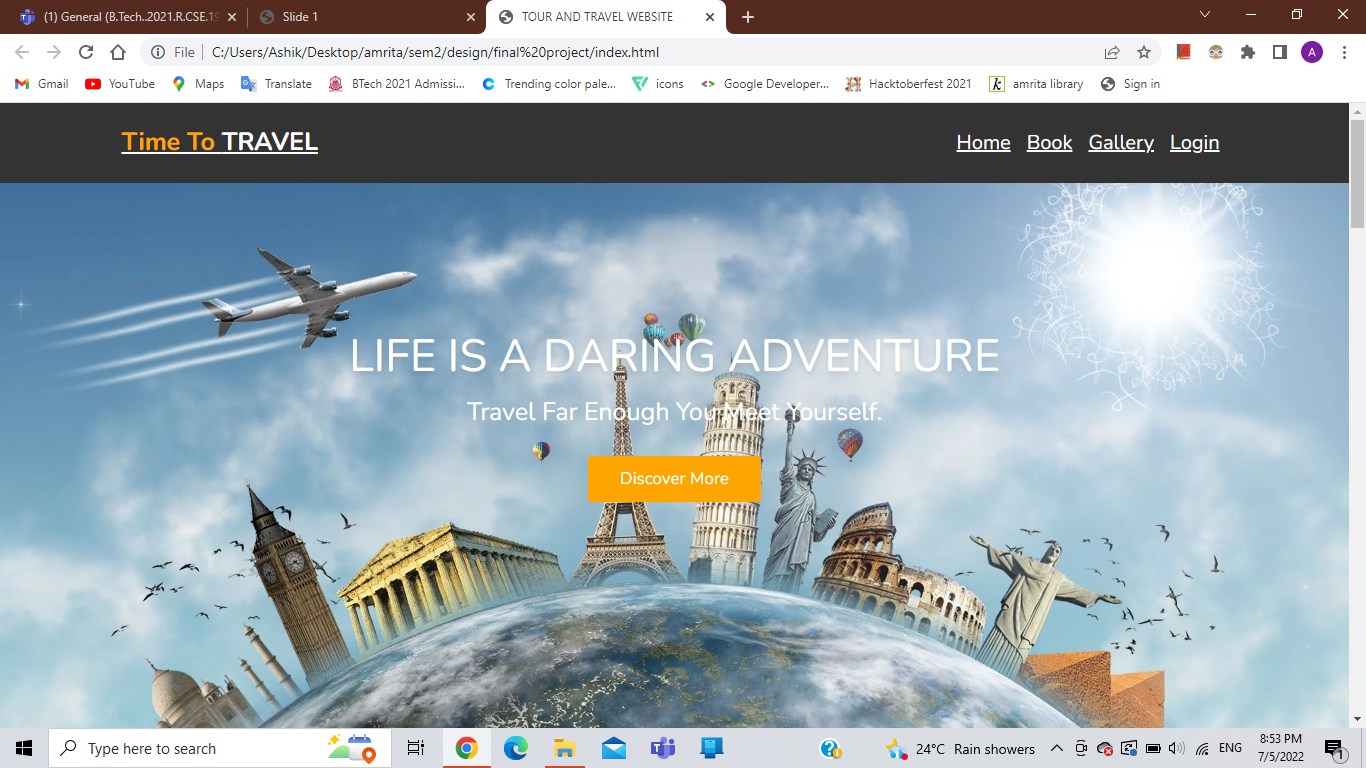 (1) General (B.Tech..2021.R.CSE.19
Slide 1
TOUR AND TRAVEL WEBSITE
File
C:/Users/Ashik/Desktop/amrita/sem2/design/final%20project/index.html
A
Gmail
YouTube
Maps
Translate
BTech 2021 Admissi...
Trending color pale...
icons
Google Developer...
Hacktoberfest 2021
amrita library
Sign in
Time To TRAVEL
Home Book Gallery Login
LIFE IS A DARING ADVENTURE
Travel Far Enough You Meet Yourself.
Discover More
Type here to search
24°C Rain showers
ENG
8:53 PM
7/5/2022
1